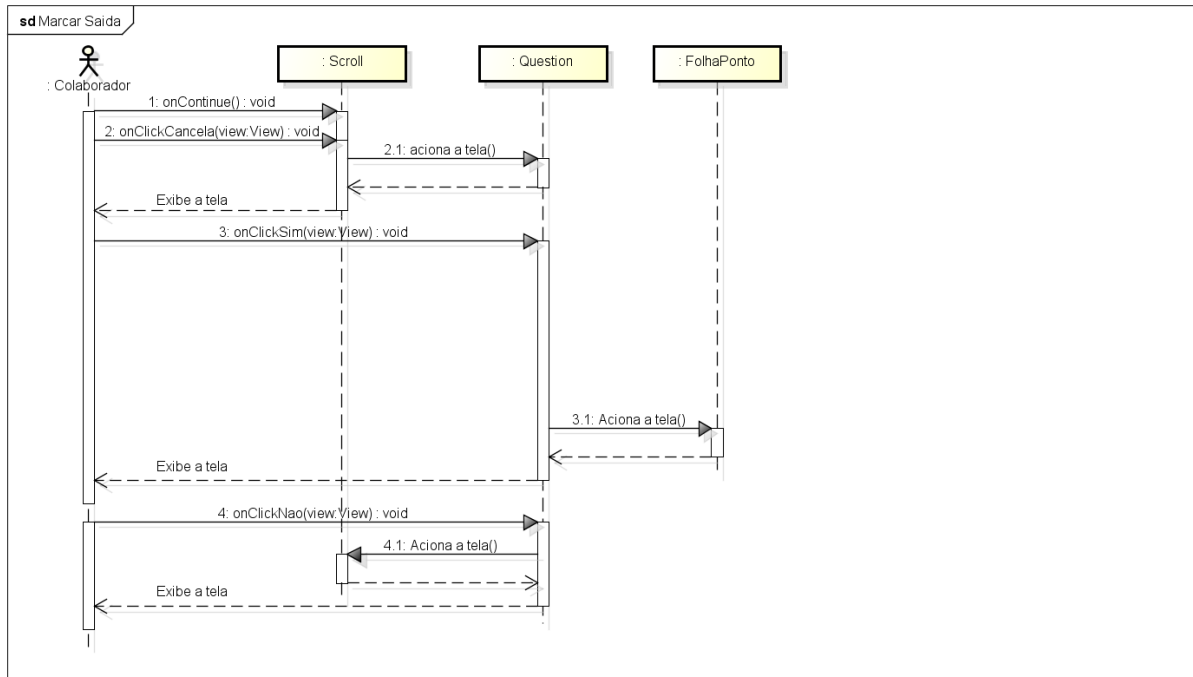 sd Marcar Saida
: Colaborador
: Scroll
: Question
: FolhaPonto
1: onContinue() : void
2: onClickCancela(view:View) : void
2.1: aciona a tela()
Exibe a tela
3: onClickSim(view:View) : void
3.1: Aciona a tela()
Exibe a tela
4: onClickNao(view:View) : void
4.1: Aciona a tela()
Exibe a tela